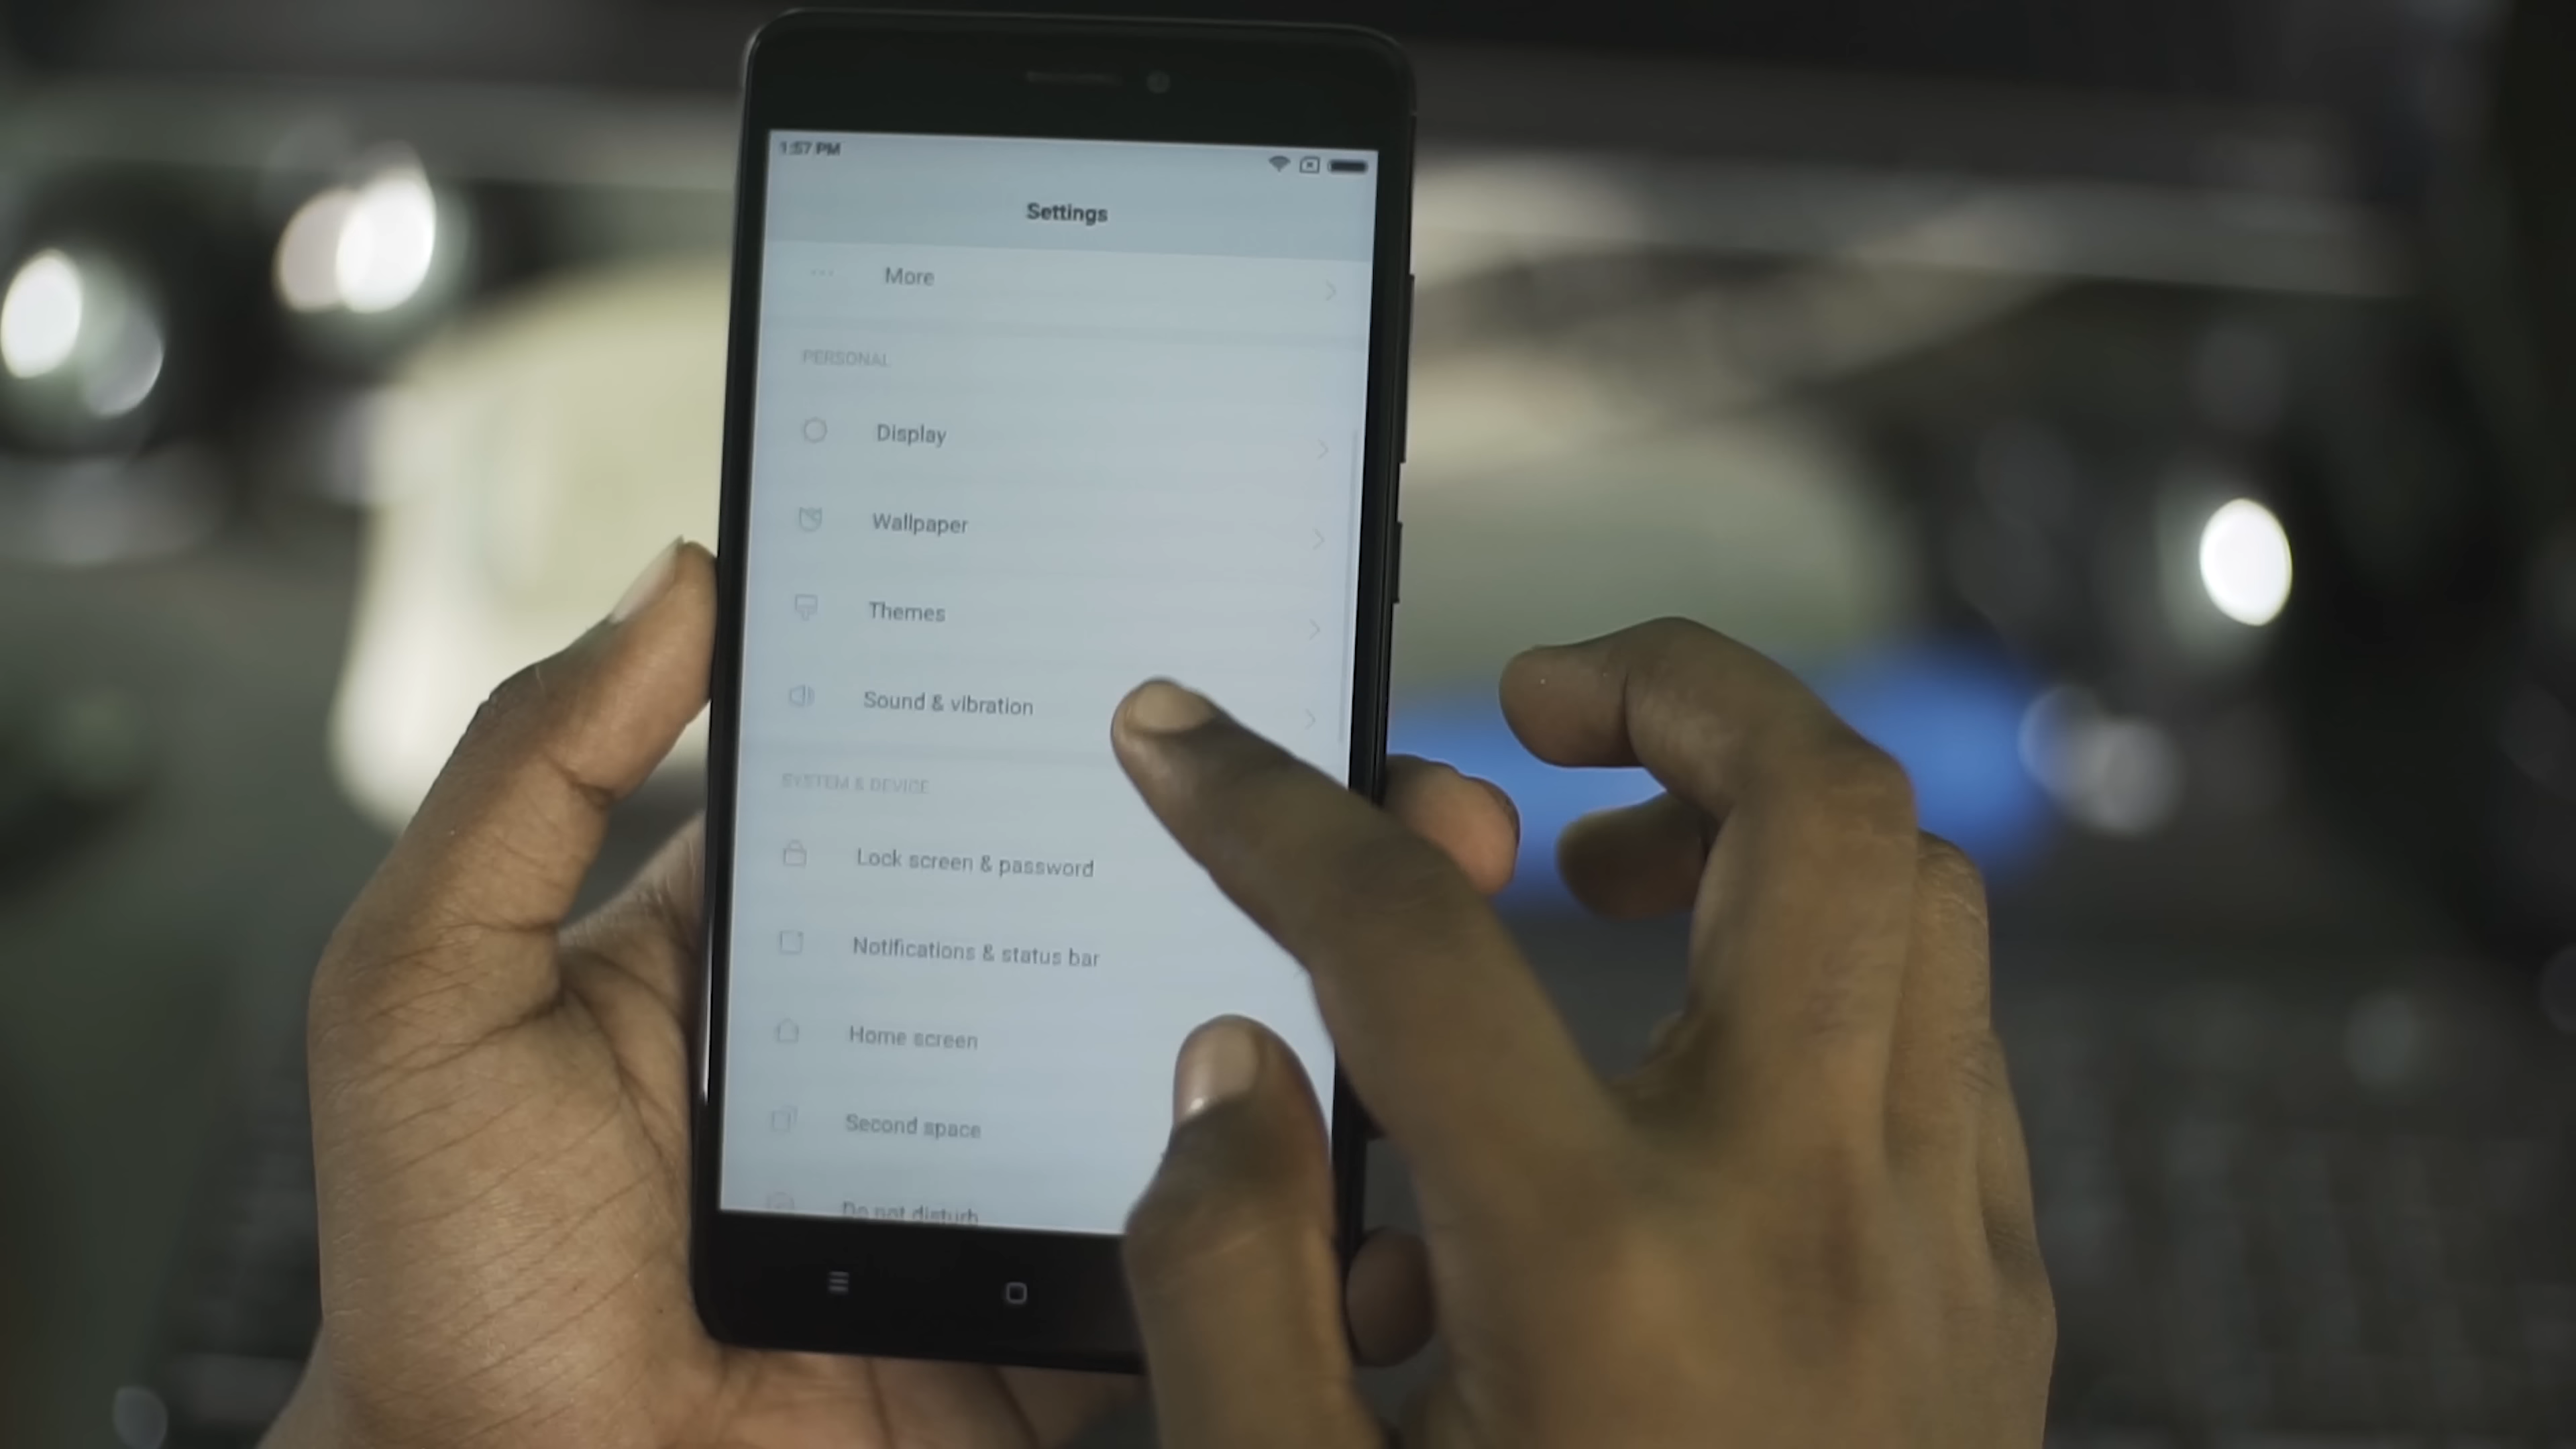 1:57 PM
Settings
More
PERSONAL
Display
Wallpaper
Themes
Sound & vibration
SYSTEM & DEVICE
Lock screen & password
Notifications & status bar
Home screen
Second space
Do not disturb